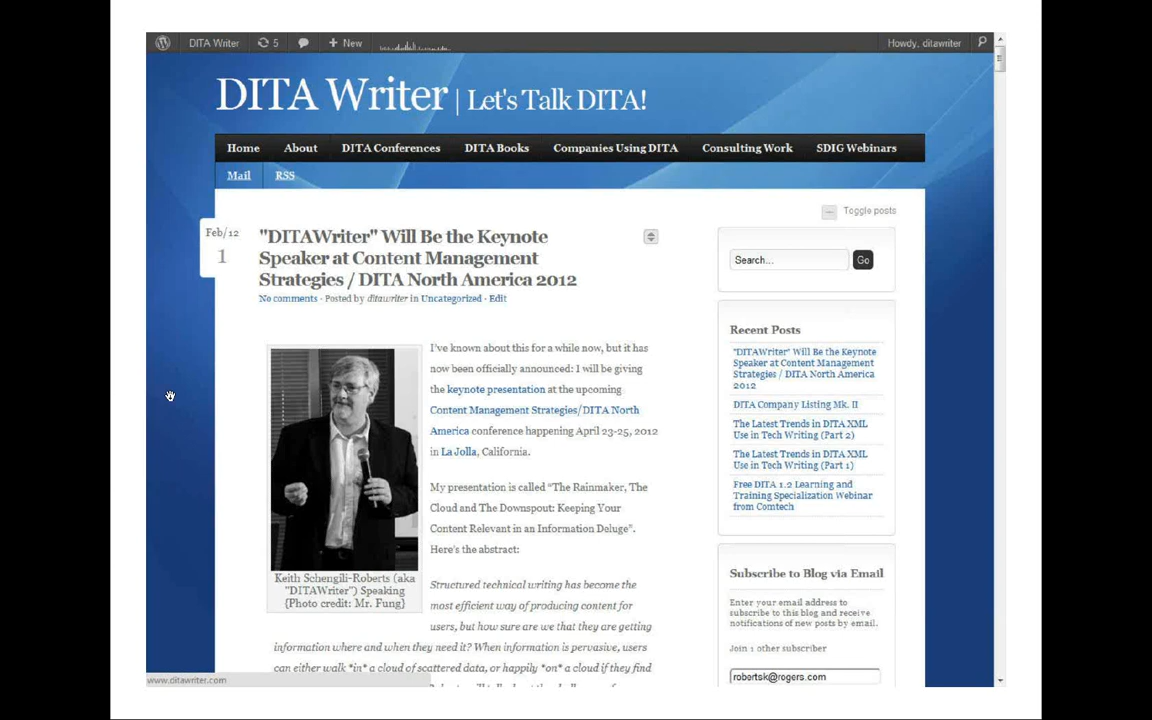 DITA Writer 5 New Howdy, ditawriter
DITA Writer | Let's Talk DITA!
Home About DITA Conferences DITA Books Companies Using DITA Consulting Work SDIG Webinars
Mail RSS
Toggle posts
Feb/12
1
"DITAWriter" Will Be the Keynote
Speaker at Content Management
Strategies / DITA North America 2012
No comments · Posted by ditawriter in Uncategorized · Edit
I've known about this for a while now, but it has
now been officially announced: I will be giving
the keynote presentation at the upcoming
Content Management Strategies/DITA North
America conference happening April 23-25, 2012
in La Jolla, California.
My presentation is called "The Rainmaker, The
Cloud and The Downspout: Keeping Your
Content Relevant in an Information Deluge".
Here's the abstract:
Keith Schengili-Roberts (aka
"DITAWriter") Speaking
{Photo credit: Mr. Fung}
Structured technical writing has become the
most efficient way of producing content for
users, but how sure are we that they are getting
information where and when they need it? When information is pervasive, users
can either walk *in* a cloud of scattered data, or happily *on* a cloud if they find
Search...
Go
Recent Posts
"DITAWriter" Will Be the Keynote
Speaker at Content Management
Strategies / DITA North America
2012
DITA Company Listing Mk. II
The Latest Trends in DITA XML
Use in Tech Writing (Part 2)
The Latest Trends in DITA XML
Use in Tech Writing (Part 1)
Free DITA 1.2 Learning and
Training Specialization Webinar
from Comtech
Subscribe to Blog via Email
Enter your email address to
subscribe to this blog and receive
notifications of new posts by email.
Join 1 other subscriber
robertsk@rogers.com
www.ditawriter.com